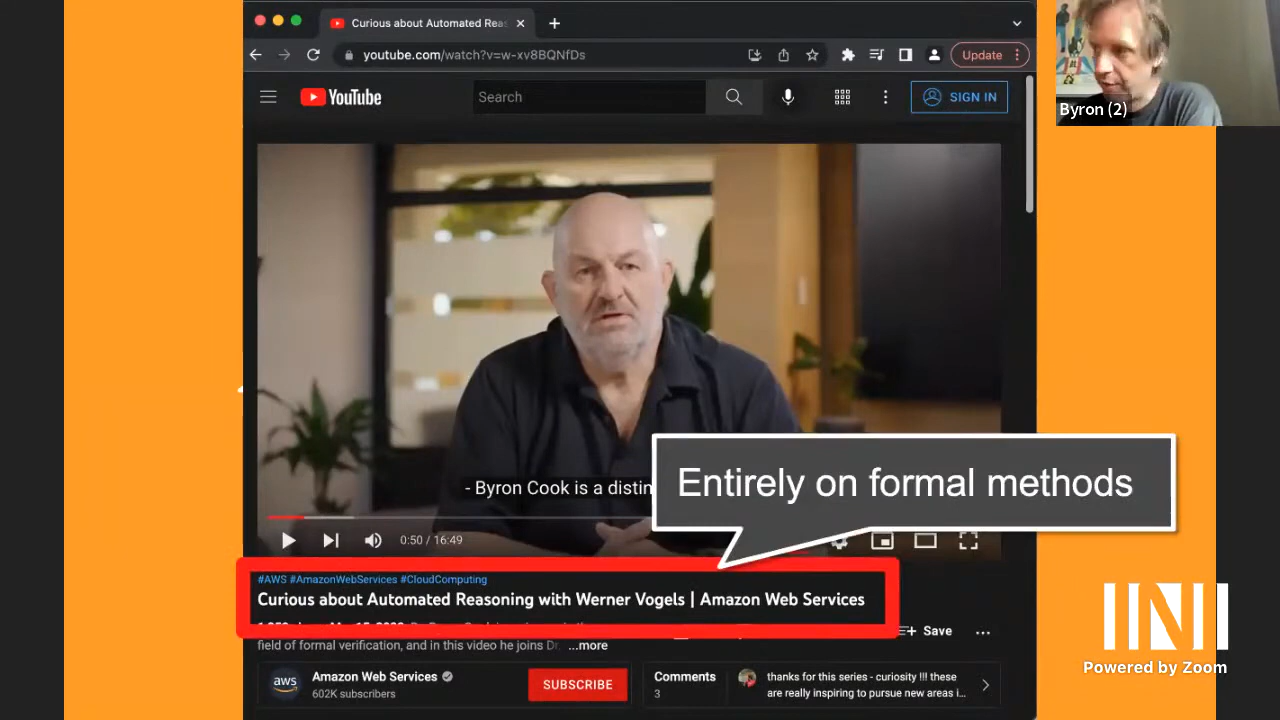 Curious about Automated Reas
youtube.com/watch?v=w-xv8BQNfDs
Update
YouTube
Search
SIGN IN
Byron (2)
- Byron Cook is a distin
Entirely on formal methods
0:50 / 16:49
#AWS #AmazonWebServices #CloudComputing
Curious about Automated Reasoning with Werner Vogels | Amazon Web Services
Save
field of formal verification, and in this video he joins Dr. ...more
INI
Powered by Zoom
aws
Amazon Web Services
602K subscribers
SUBSCRIBE
Comments
3
thanks for this series - curiosity !!! these
are really inspiring to pursue new areas i...